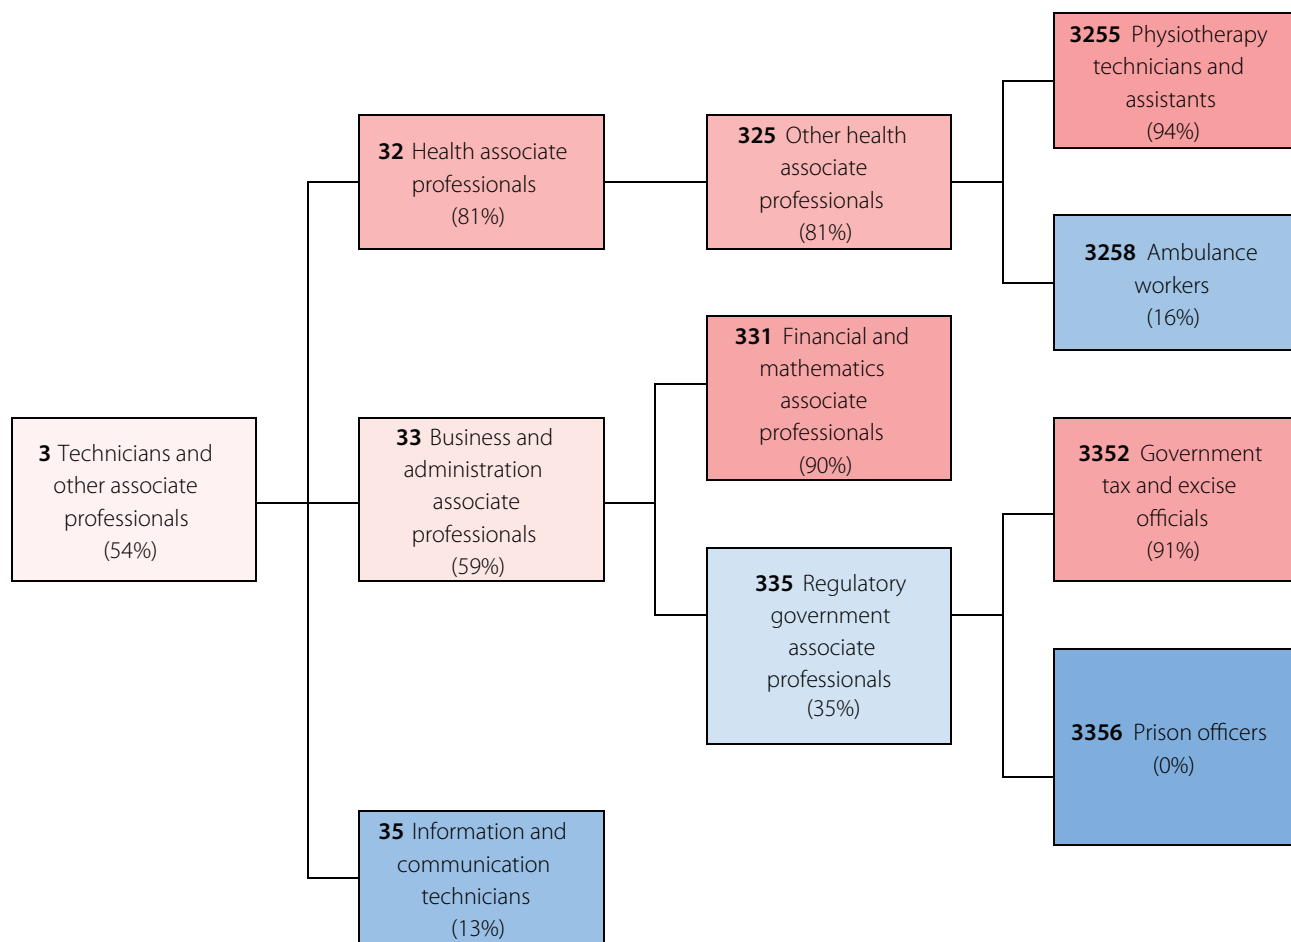 3 Technicians and
other associate
professionals
(54%)
32 Health associate
professionals
(81%)
33 Business and
administration
associate
professionals
(59%)
35 Information and
communication
technicians
(13%)
325 Other health
associate
professionals
(81%)
331 Financial and
mathematics
associate
professionals
(90%)
335 Regulatory
government
associate
professionals
(35%)
3255 Physiotherapy
technicians and
assistants
(94%)
3258 Ambulance
workers
(16%)
3352 Government
tax and excise
officials
(91%)
3356 Prison officers
(0%)